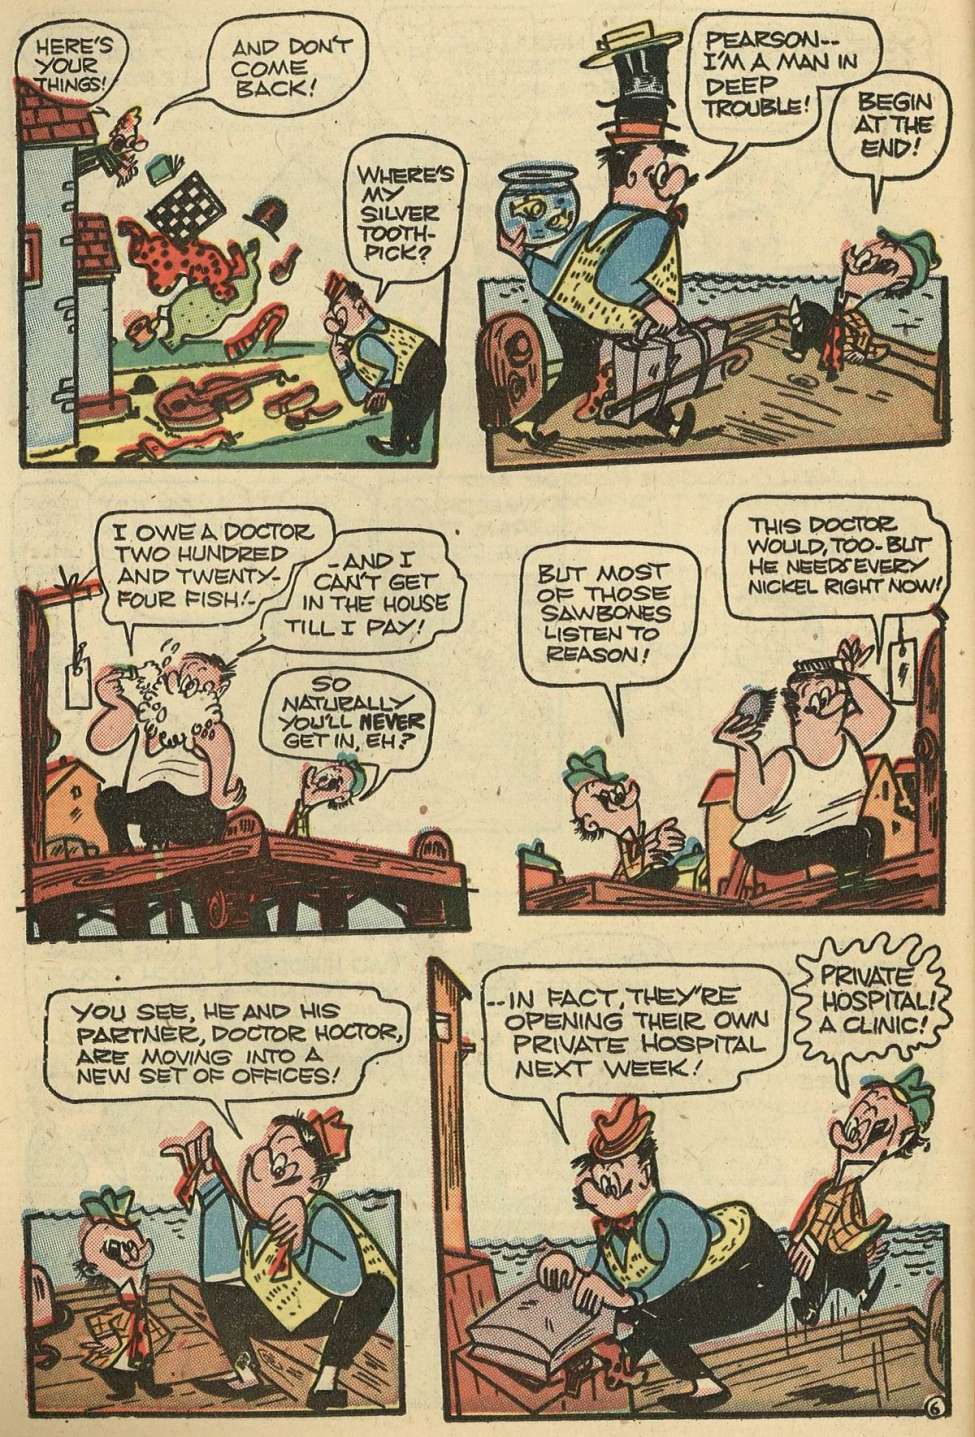 HERE'S
YOUR
THINGS!
AND DON'T
COME
BACK!
WHERE'S
MY
SILVER
TOOTH-
PICK?
PEARSON--
I'M A MAN IN
DEEP
TROUBLE!
BEGIN
AT THE
END!
I OWE A DOCTOR
TWO HUNDRED
AND TWENTY-
FOUR FISH!-
-AND I
CAN'T GET
IN THE HOUSE
TILL I PAY!
SO
NATURALLY
YOU'LL NEVER
GET IN, EH?
BUT MOST
OF THOSE
SAWBONES
LISTEN TO
REASON!
THIS DOCTOR
WOULD, TOO-BUT
HE NEEDS EVERY
NICKEL RIGHT NOW!
YOU SEE, HE AND HIS
PARTNER, DOCTOR HOCTOR,
ARE MOVING INTO A
NEW SET OF OFFICES!
--IN FACT, THEY'RE
OPENING THEIR OWN
PRIVATE HOSPITAL
NEXT WEEK!
PRIVATE
HOSPITAL!
A CLINIC!
6